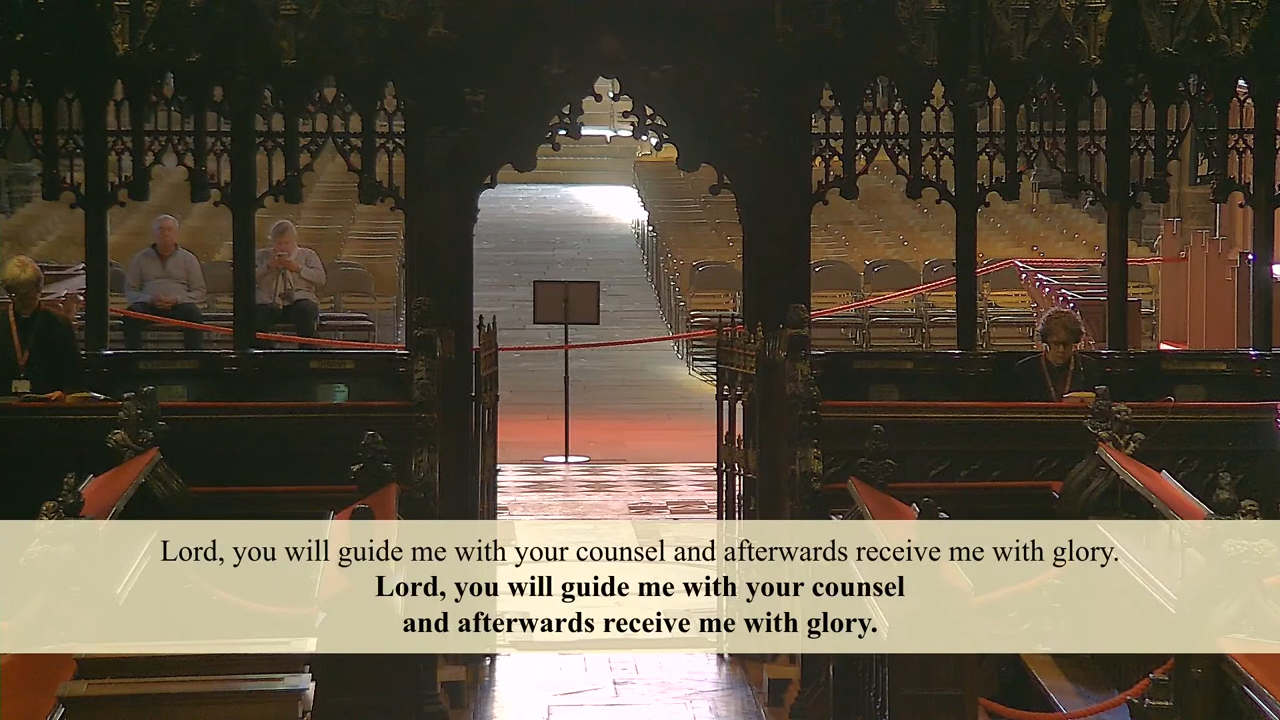 Lord, you will guide me with your counsel and afterwards receive me with glory.
Lord, you will guide me with your counsel
and afterwards receive me with glory.